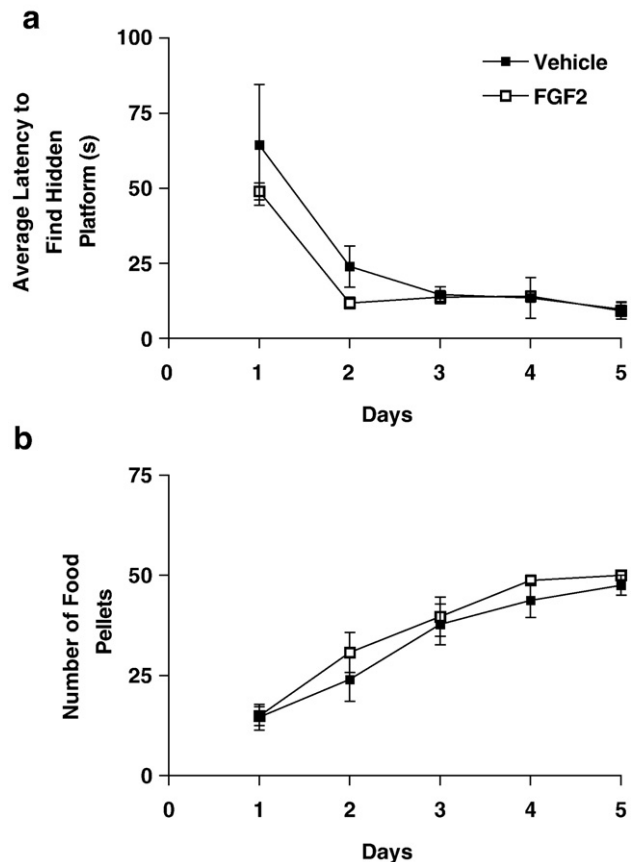 a
100
75
50
25
0
Average Latency to
Find Hidden
Platform (s)
Vehicle
FGF2
0 1 2 3 4 5
Days
b
75
50
25
0
Number of Food
Pellets
0 1 2 3 4 5
Days